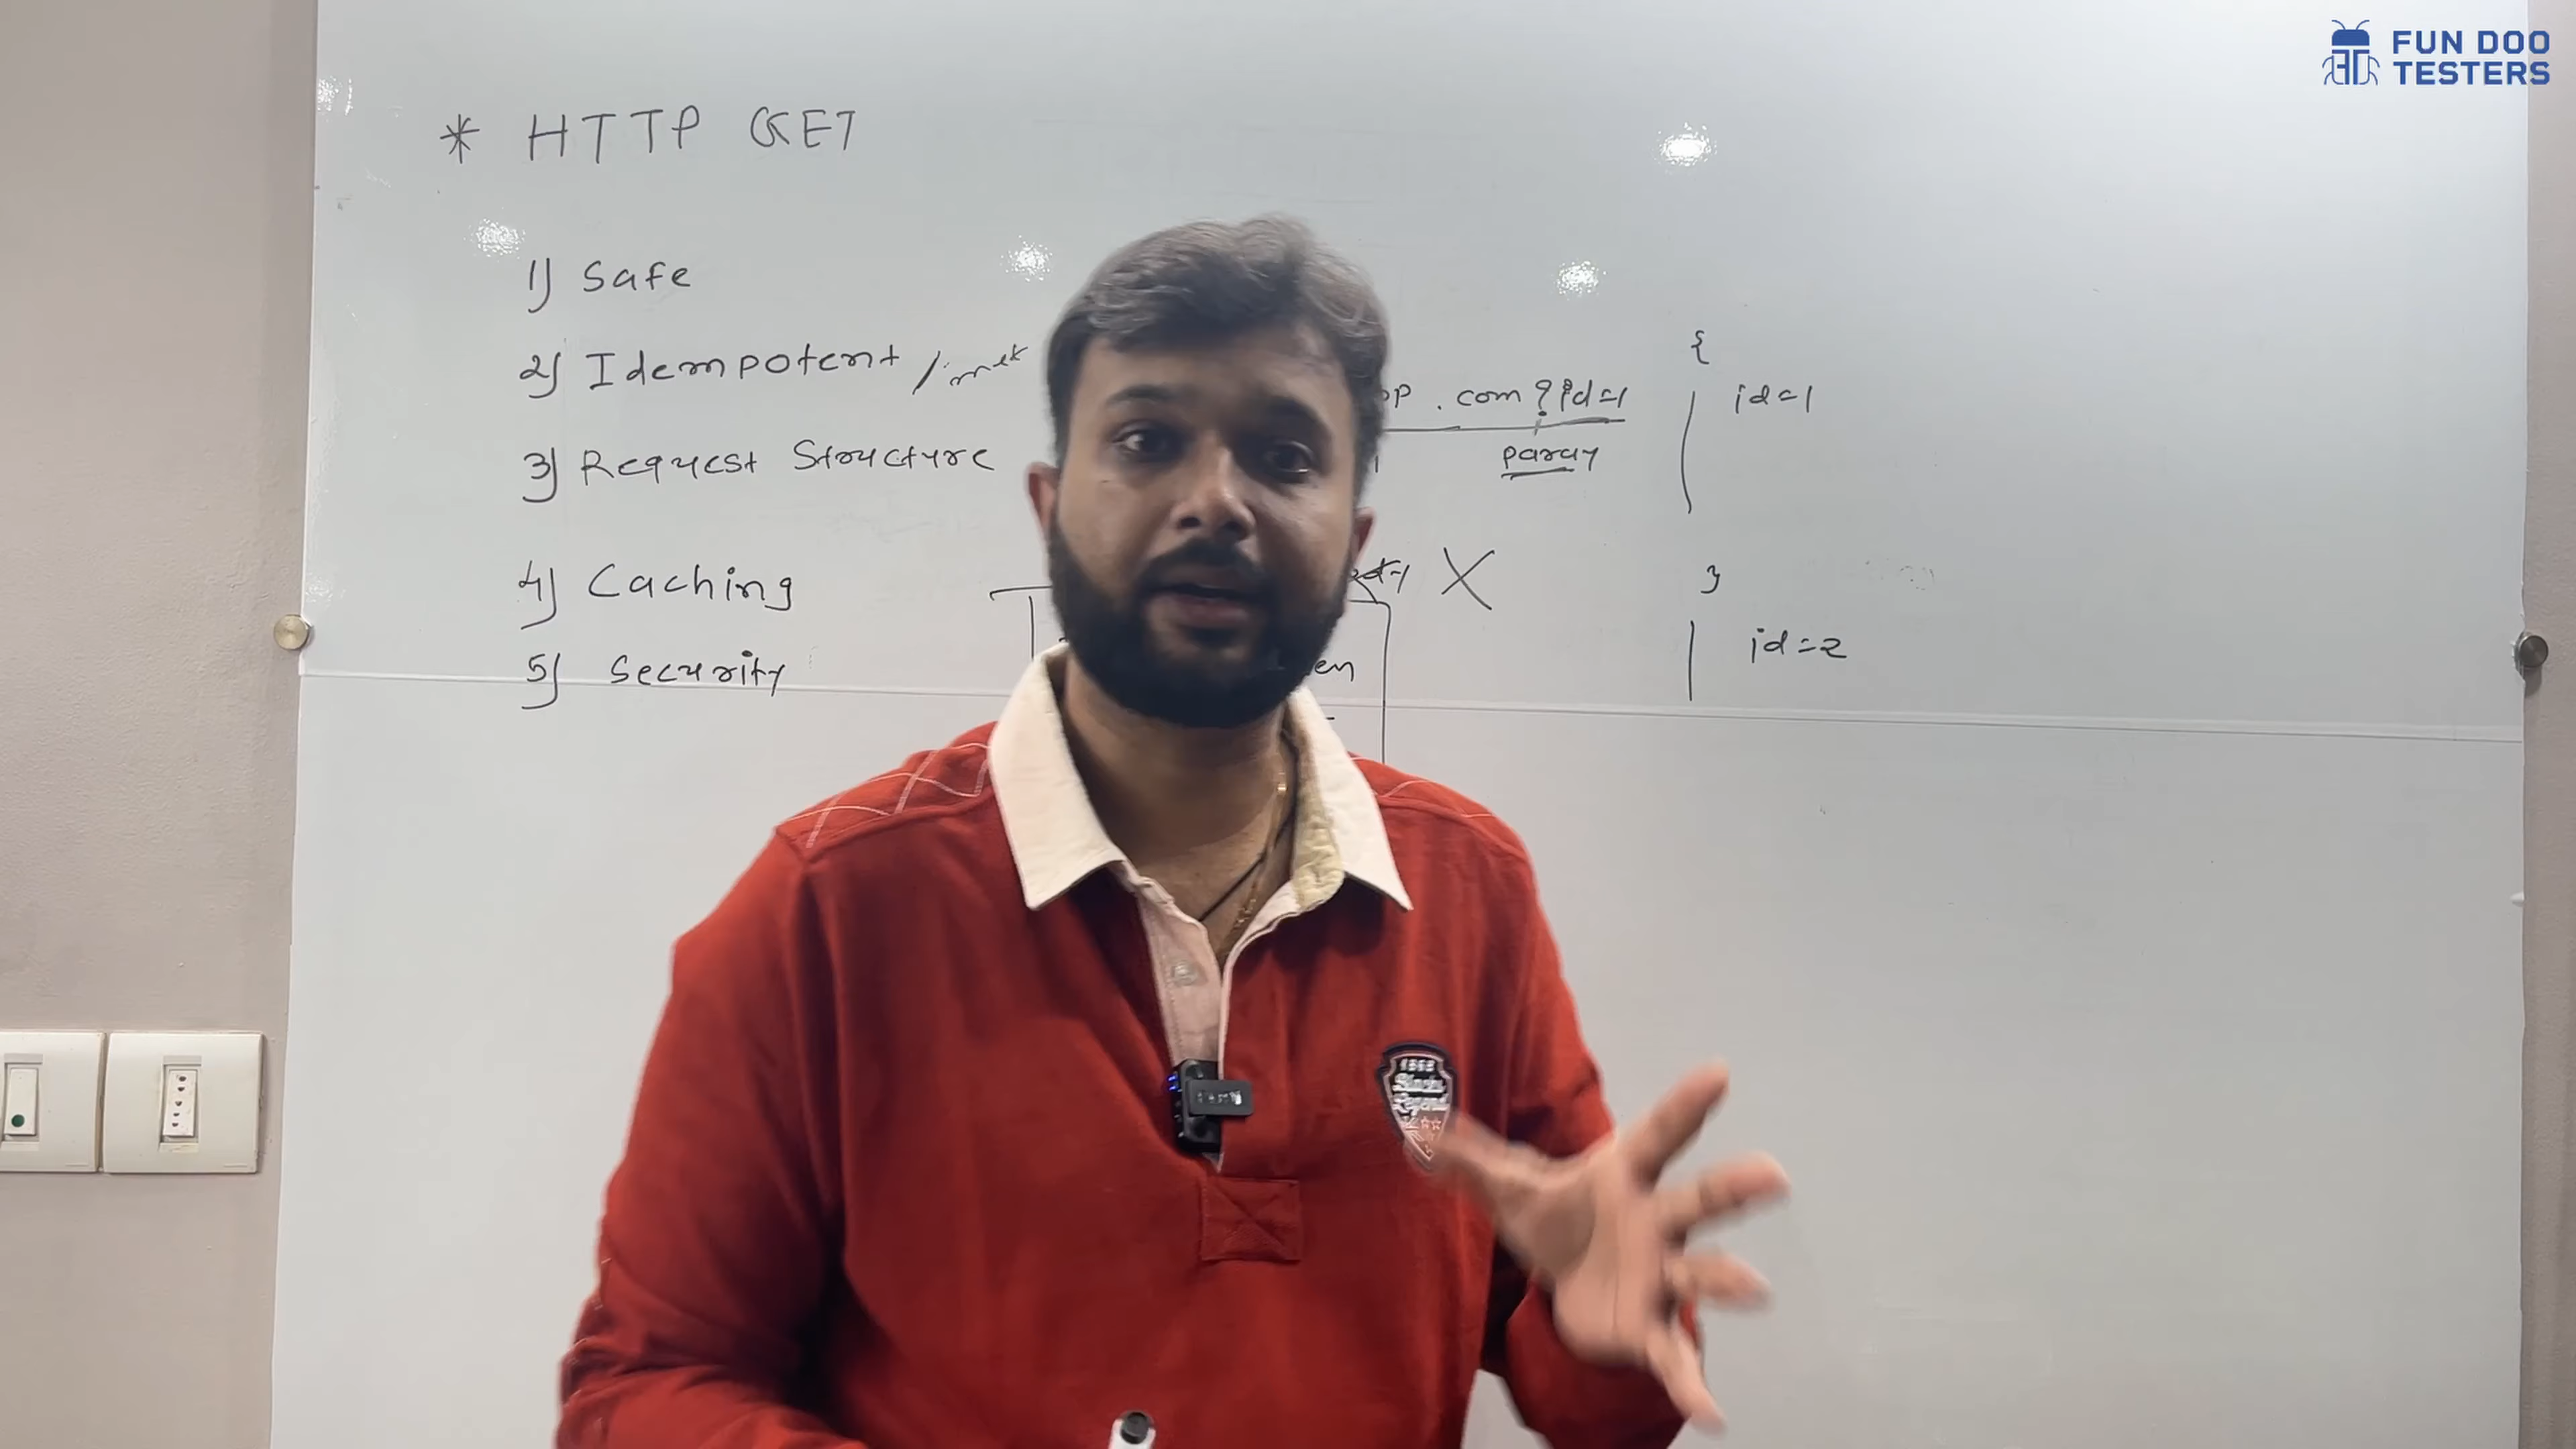 FUN DOO
TESTERS
* HTTP GET
1) Safe
2) Idempotent /
3) Request Structure
4) Caching
5) Security
. com ?id=1
{
id=1
}
id=2
X
en